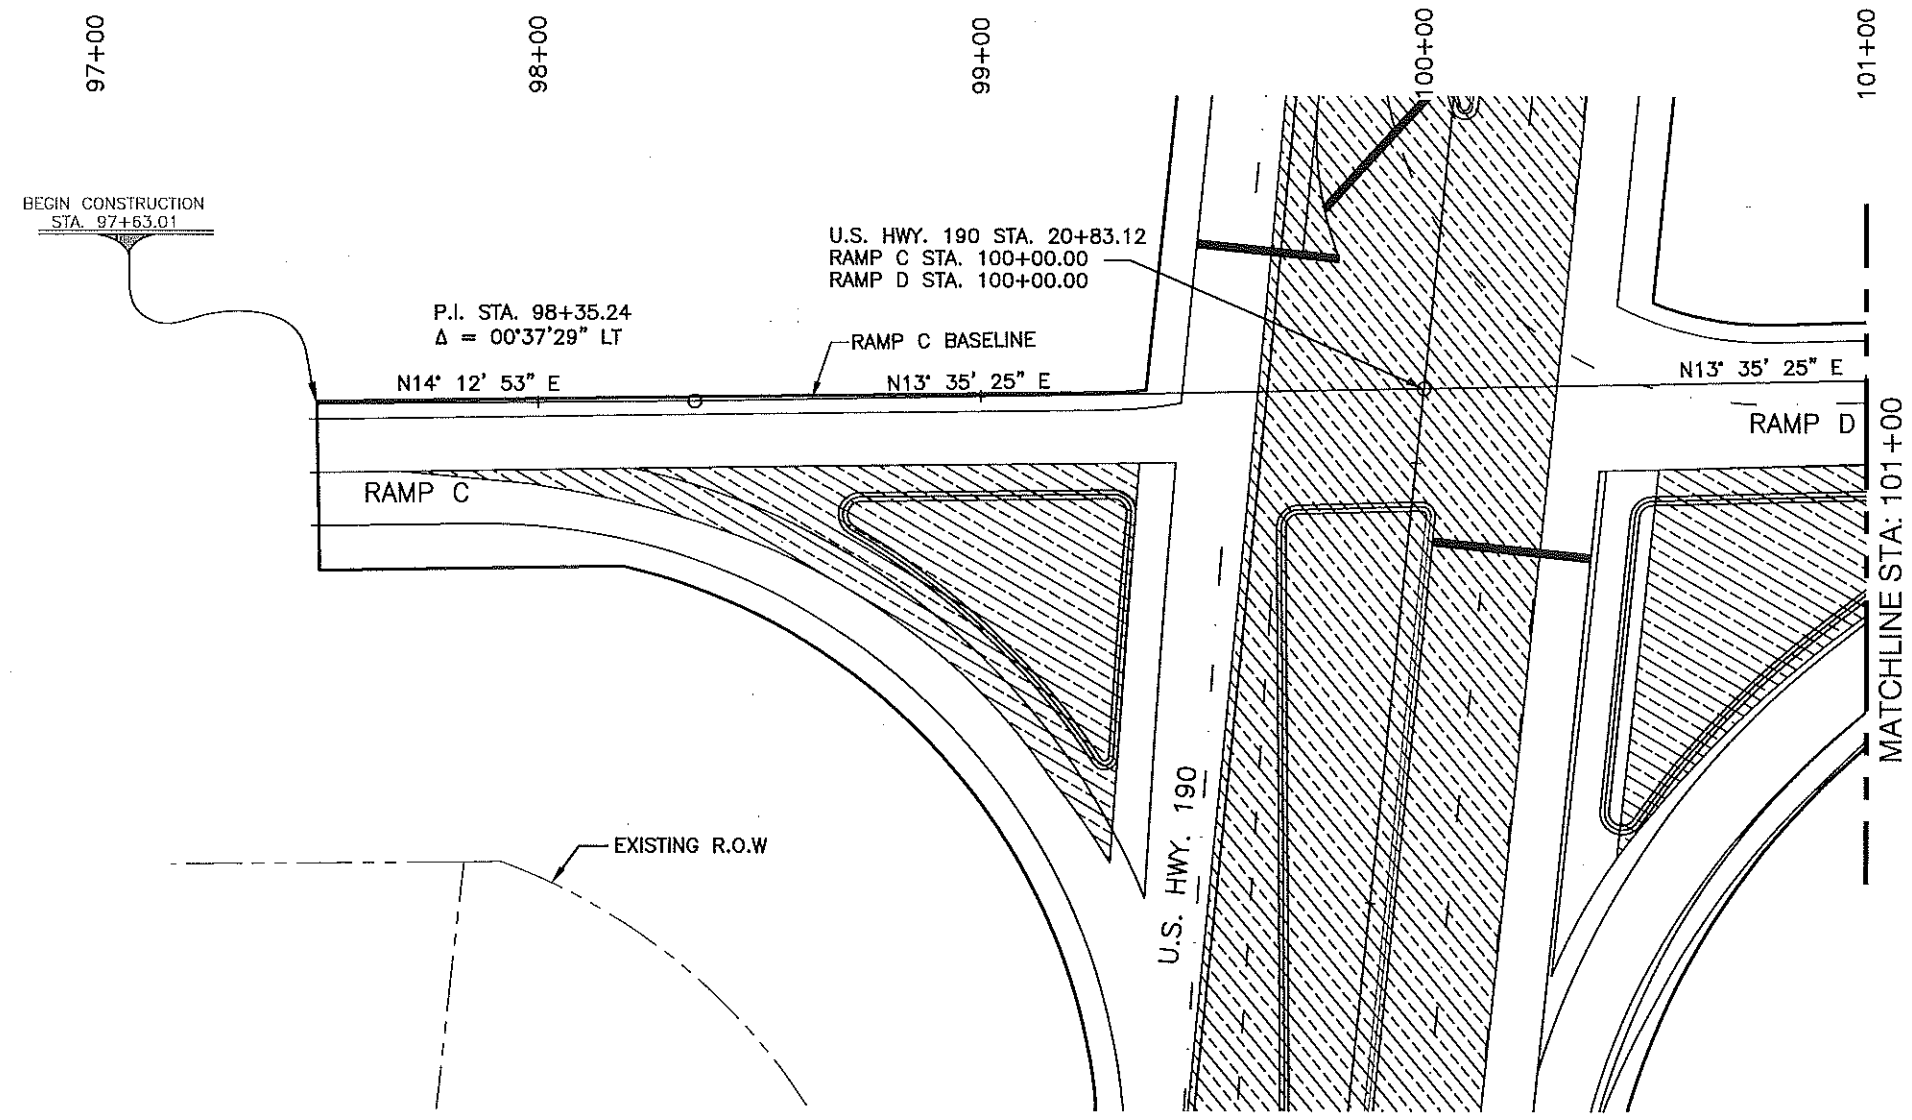 97+00
98+00
99+00
100+00
101+00
BEGIN CONSTRUCTION
STA. 97+63.01
U.S. HWY. 190 STA. 20+83.12
RAMP C STA. 100+00.00
RAMP D STA. 100+00.00
P.I. STA. 98+35.24
Δ = 00°37'29" LT
RAMP C BASELINE
N14° 12' 53" E
N13° 35' 25" E
N13° 35' 25" E
RAMP D
RAMP C
MATCHLINE STA: 101+00
U.S. HWY. 190
EXISTING R.O.W